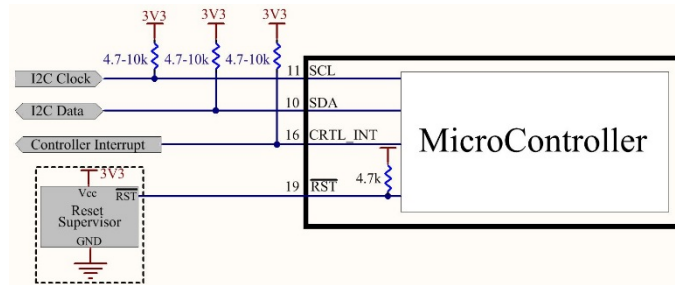 3V3 3V3 3V3
4.7-10k 4.7-10k 4.7-10k
I2C Clock 11 SCL
I2C Data 10 SDA
Controller Interrupt 16 CRTL_INT
MicroController
3V3
Vcc RST 19 RST 4.7k
Reset
Supervisor
GND